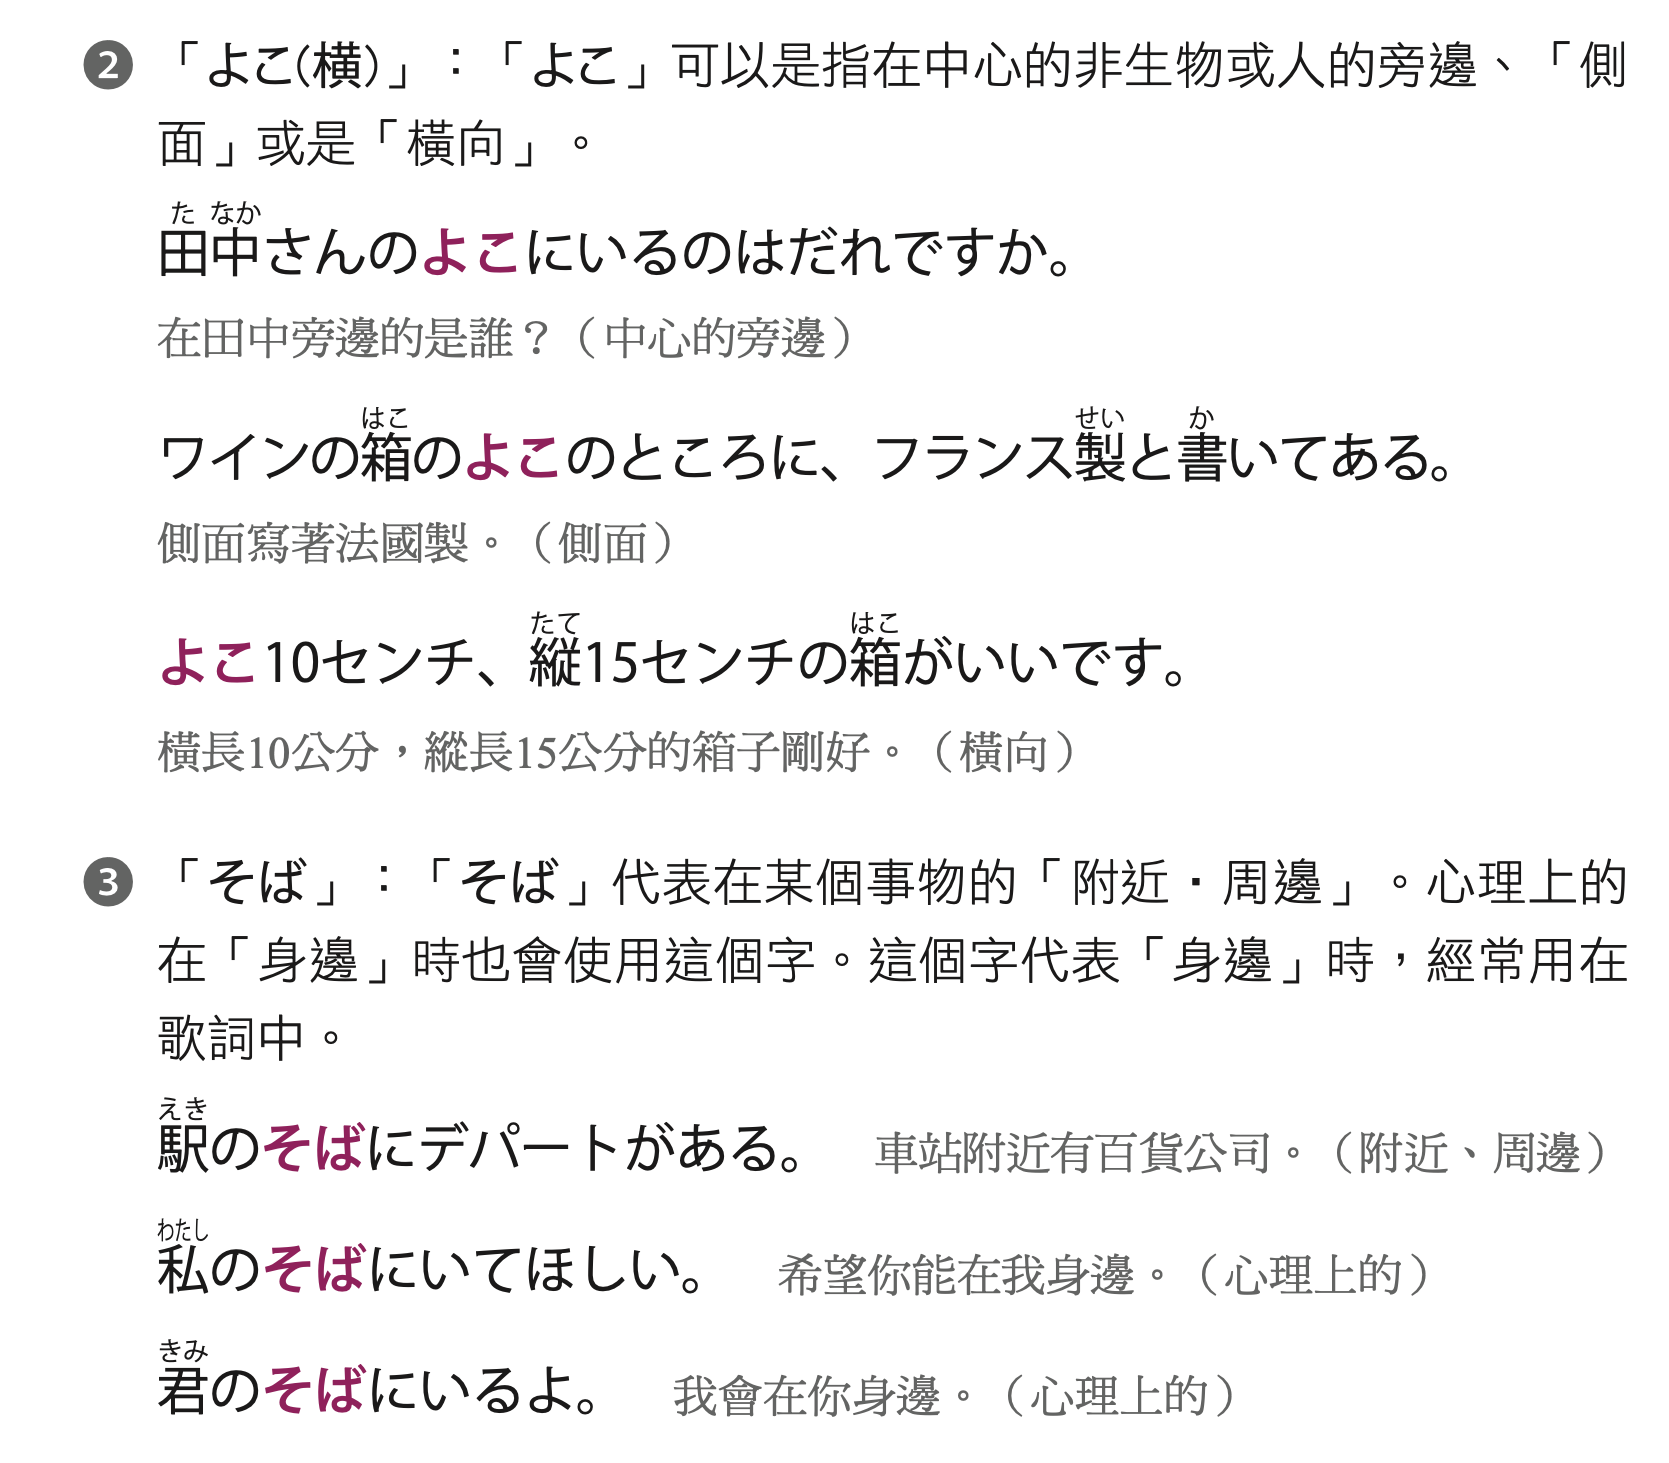 ❷ 「よこ(横)」：「よこ」可以是指在中心的非生物或人的旁邊、「側
面」或是「橫向」。
た なか
田中さんのよこにいるのはだれですか。
在田中旁邊的是誰？（中心的旁邊）
はこ せい か
ワインの箱のよこのところに、フランス製と書いてある。
側面寫著法國製。（側面）
たて はこ
よこ10センチ、縦15センチの箱がいいです。
橫長10公分，縱長15公分的箱子剛好。（橫向）
❸ 「そば」：「そば」代表在某個事物的「附近・周邊」。心理上的
在「身邊」時也會使用這個字。這個字代表「身邊」時，經常用在
歌詞中。
えき
駅のそばにデパートがある。 車站附近有百貨公司。（附近、周邊）
わたし
私のそばにいてほしい。 希望你能在我身邊。（心理上的）
きみ
君のそばにいるよ。 我會在你身邊。（心理上的）